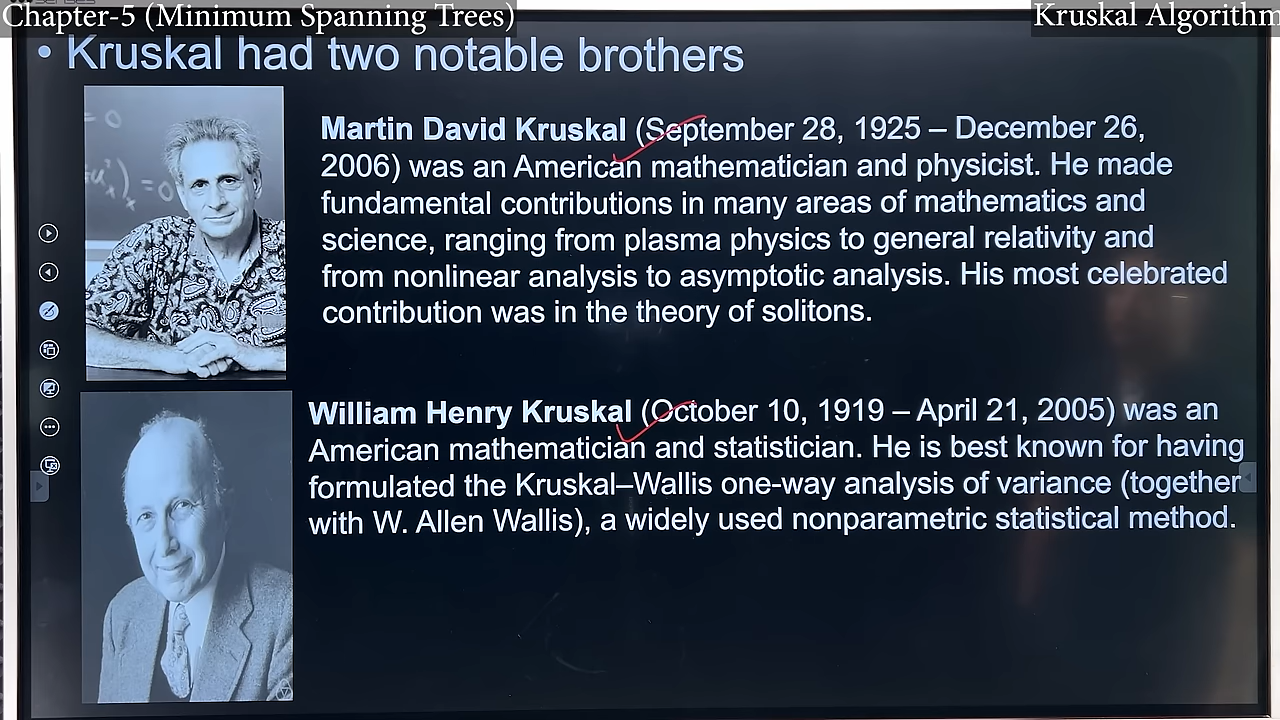 Chapter-5 (Minimum Spanning Trees)
Kruskal Algorithm
• Kruskal had two notable brothers
Martin David Kruskal (September 28, 1925 – December 26,
2006) was an American mathematician and physicist. He made
fundamental contributions in many areas of mathematics and
science, ranging from plasma physics to general relativity and
from nonlinear analysis to asymptotic analysis. His most celebrated
contribution was in the theory of solitons.
William Henry Kruskal (October 10, 1919 – April 21, 2005) was an
American mathematician and statistician. He is best known for having
formulated the Kruskal–Wallis one-way analysis of variance (together
with W. Allen Wallis), a widely used nonparametric statistical method.